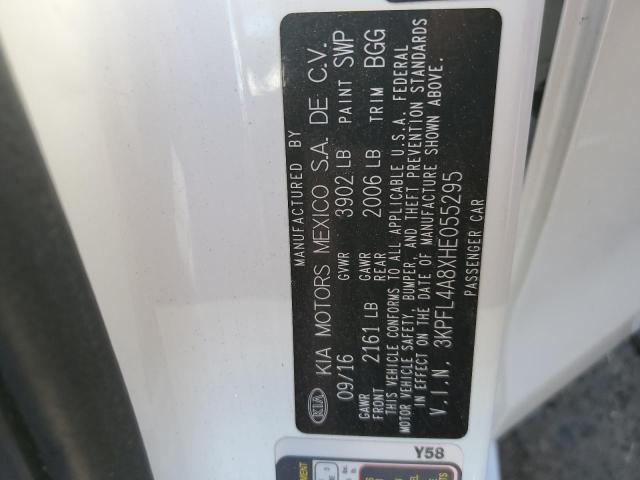 MANUFACTURED BY
KIA KIA MOTORS MEXICO S.A. DE C.V.
09/16 GVWR 3902 LB PAINT SWP
GAWR FRONT 2161 LB GAWR REAR 2006 LB TRIM BGG
THIS VEHICLE CONFORMS TO ALL APPLICABLE U.S.A. FEDERAL
MOTOR VEHICLE SAFETY, BUMPER, AND THEFT PREVENTION STANDARDS
IN EFFECT ON THE DATE OF MANUFACTURE SHOWN ABOVE.
V.I.N. 3KPFL4A8XHE055295
PASSENGER CAR
Y58